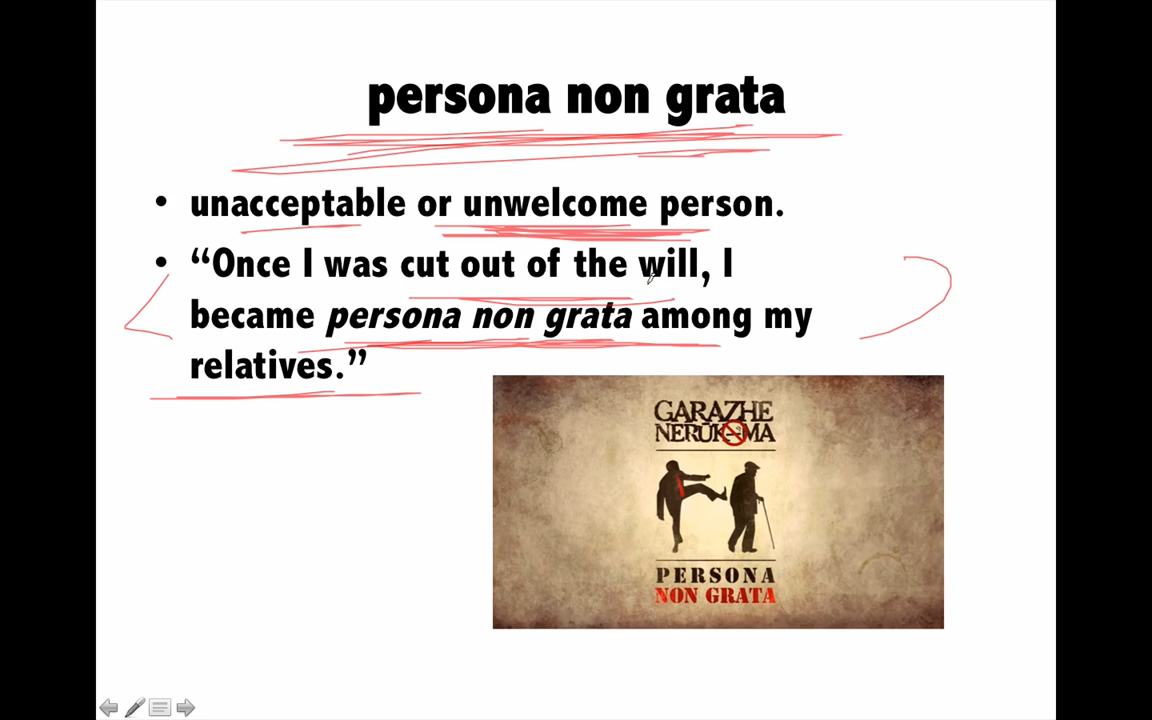 persona non grata
• unacceptable or unwelcome person.
• “Once I was cut out of the will, I
became persona non grata among my
relatives.”
GARAZHE
NERŪKOMA
PERSONA
NON GRATA